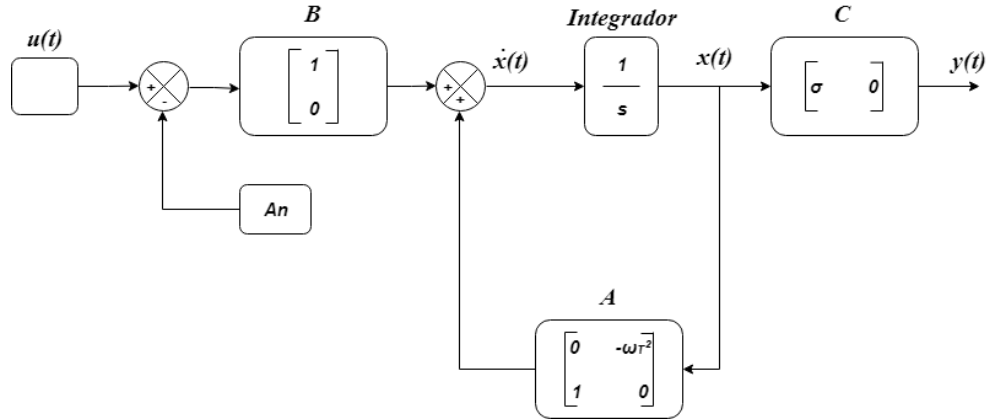 u(t)
+
-
B
1
0
An
+
+
ẋ(t)
Integrador
1
s
x(t)
C
σ 0
y(t)
A
0 -ωT²
1 0